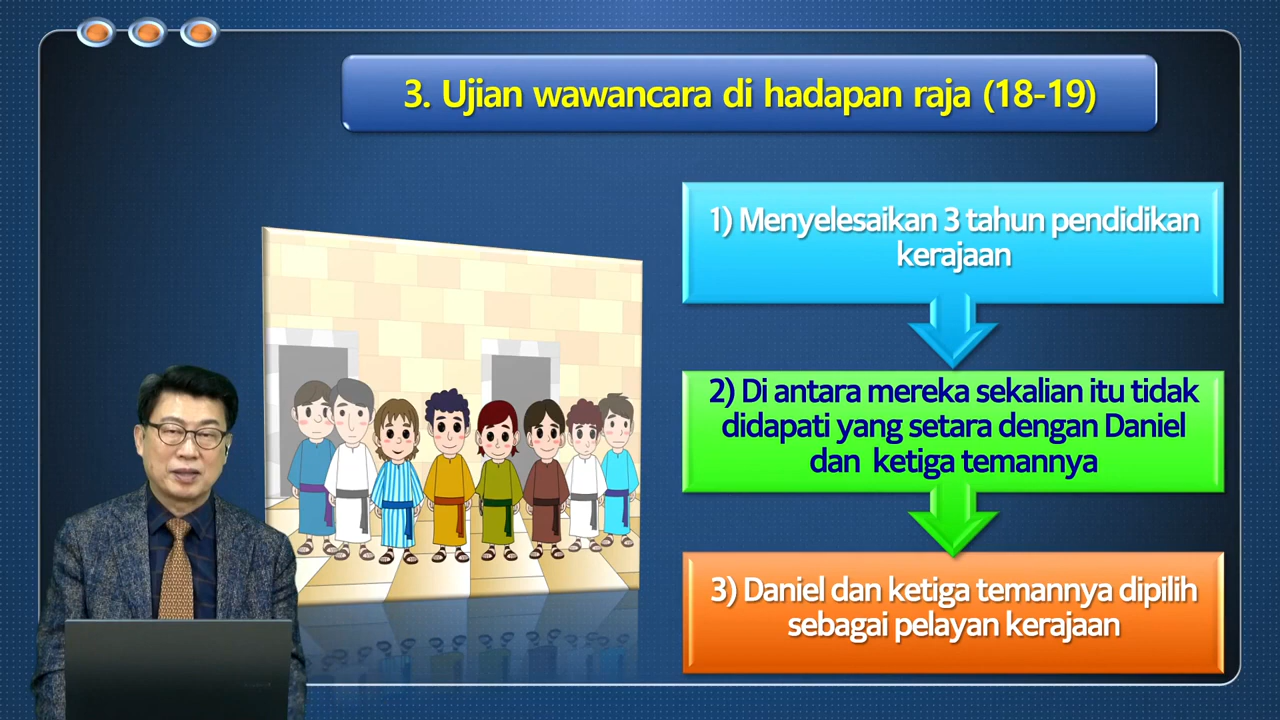 3. Ujian wawancara di hadapan raja (18-19)
1) Menyelesaikan 3 tahun pendidikan
kerajaan
2) Di antara mereka sekalian itu tidak
didapati yang setara dengan Daniel
dan ketiga temannya
3) Daniel dan ketiga temannya dipilih
sebagai pelayan kerajaan